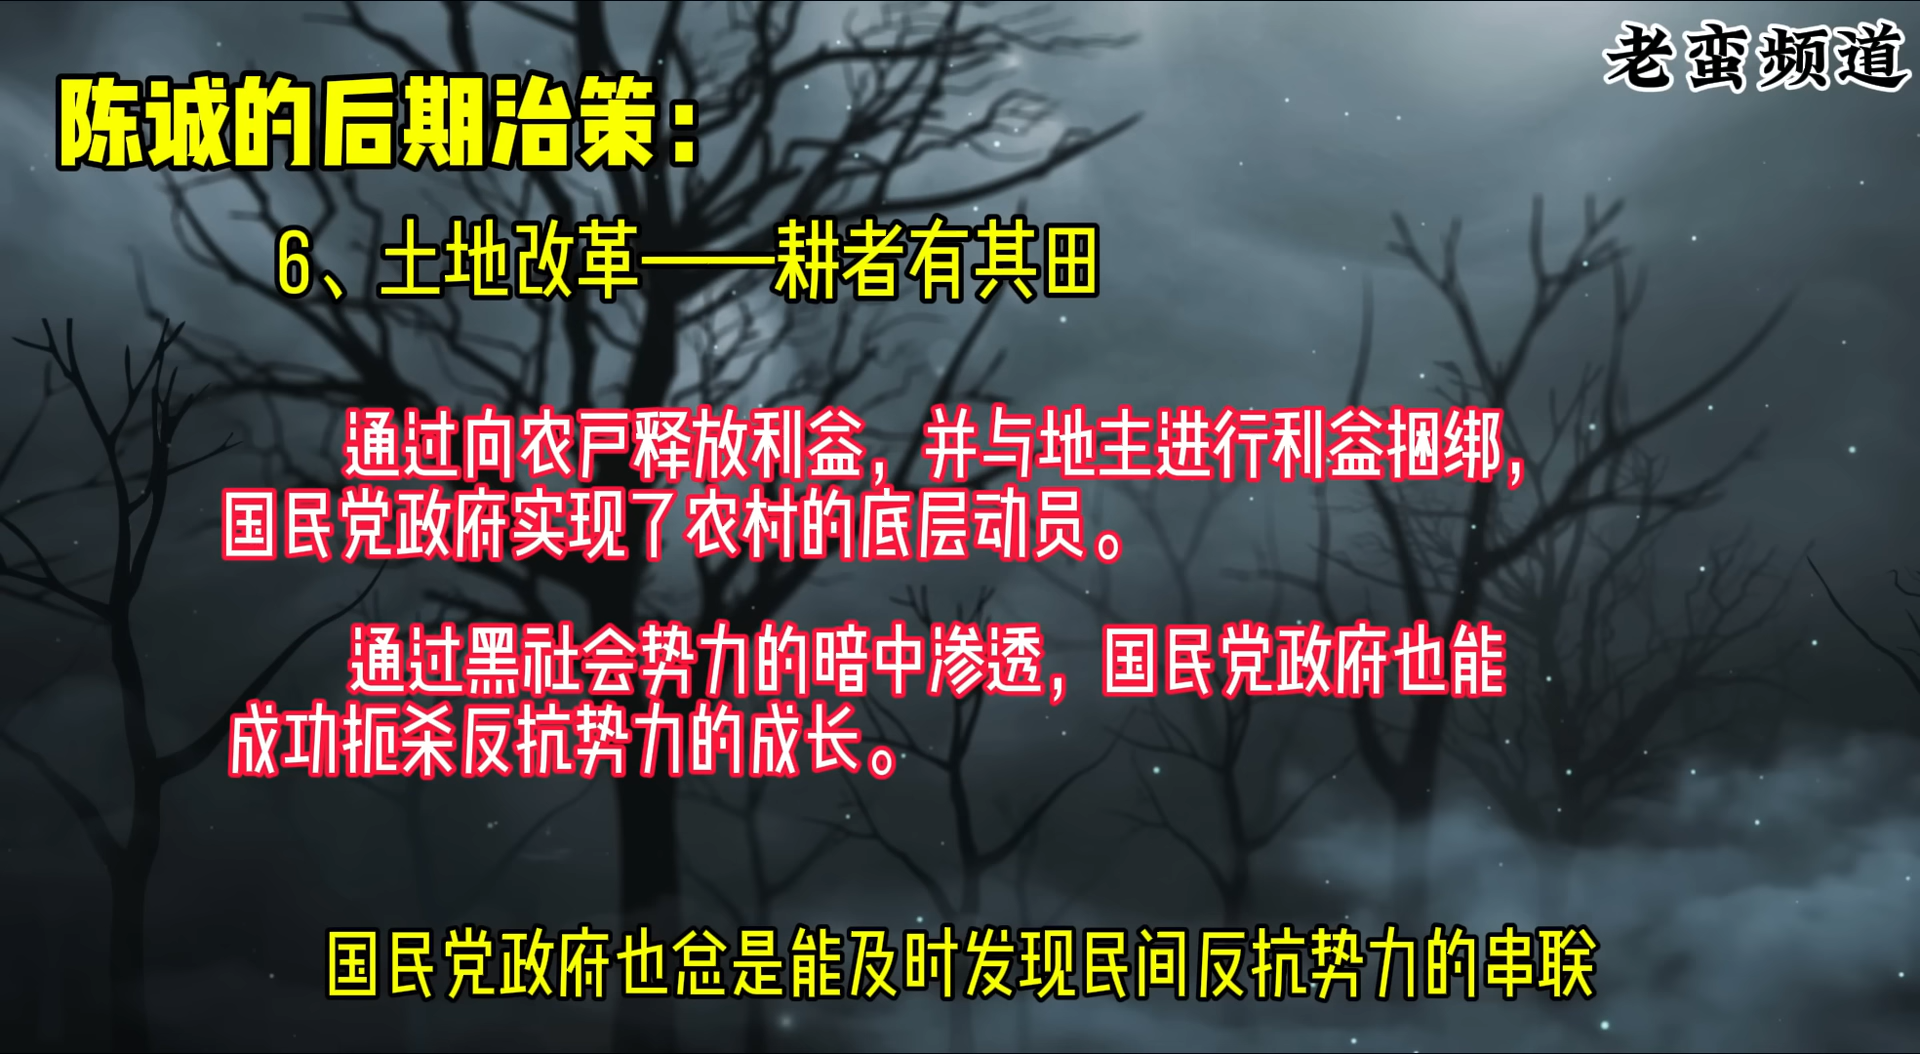 老蛮频道
陈诚的后期治策：
6、土地改革——耕者有其田
通过向农户释放利益，并与地主进行利益捆绑，
国民党政府实现了农村的底层动员。
通过黑社会势力的暗中渗透，国民党政府也能
成功扼杀反抗势力的成长。
国民党政府也总是能及时发现民间反抗势力的串联